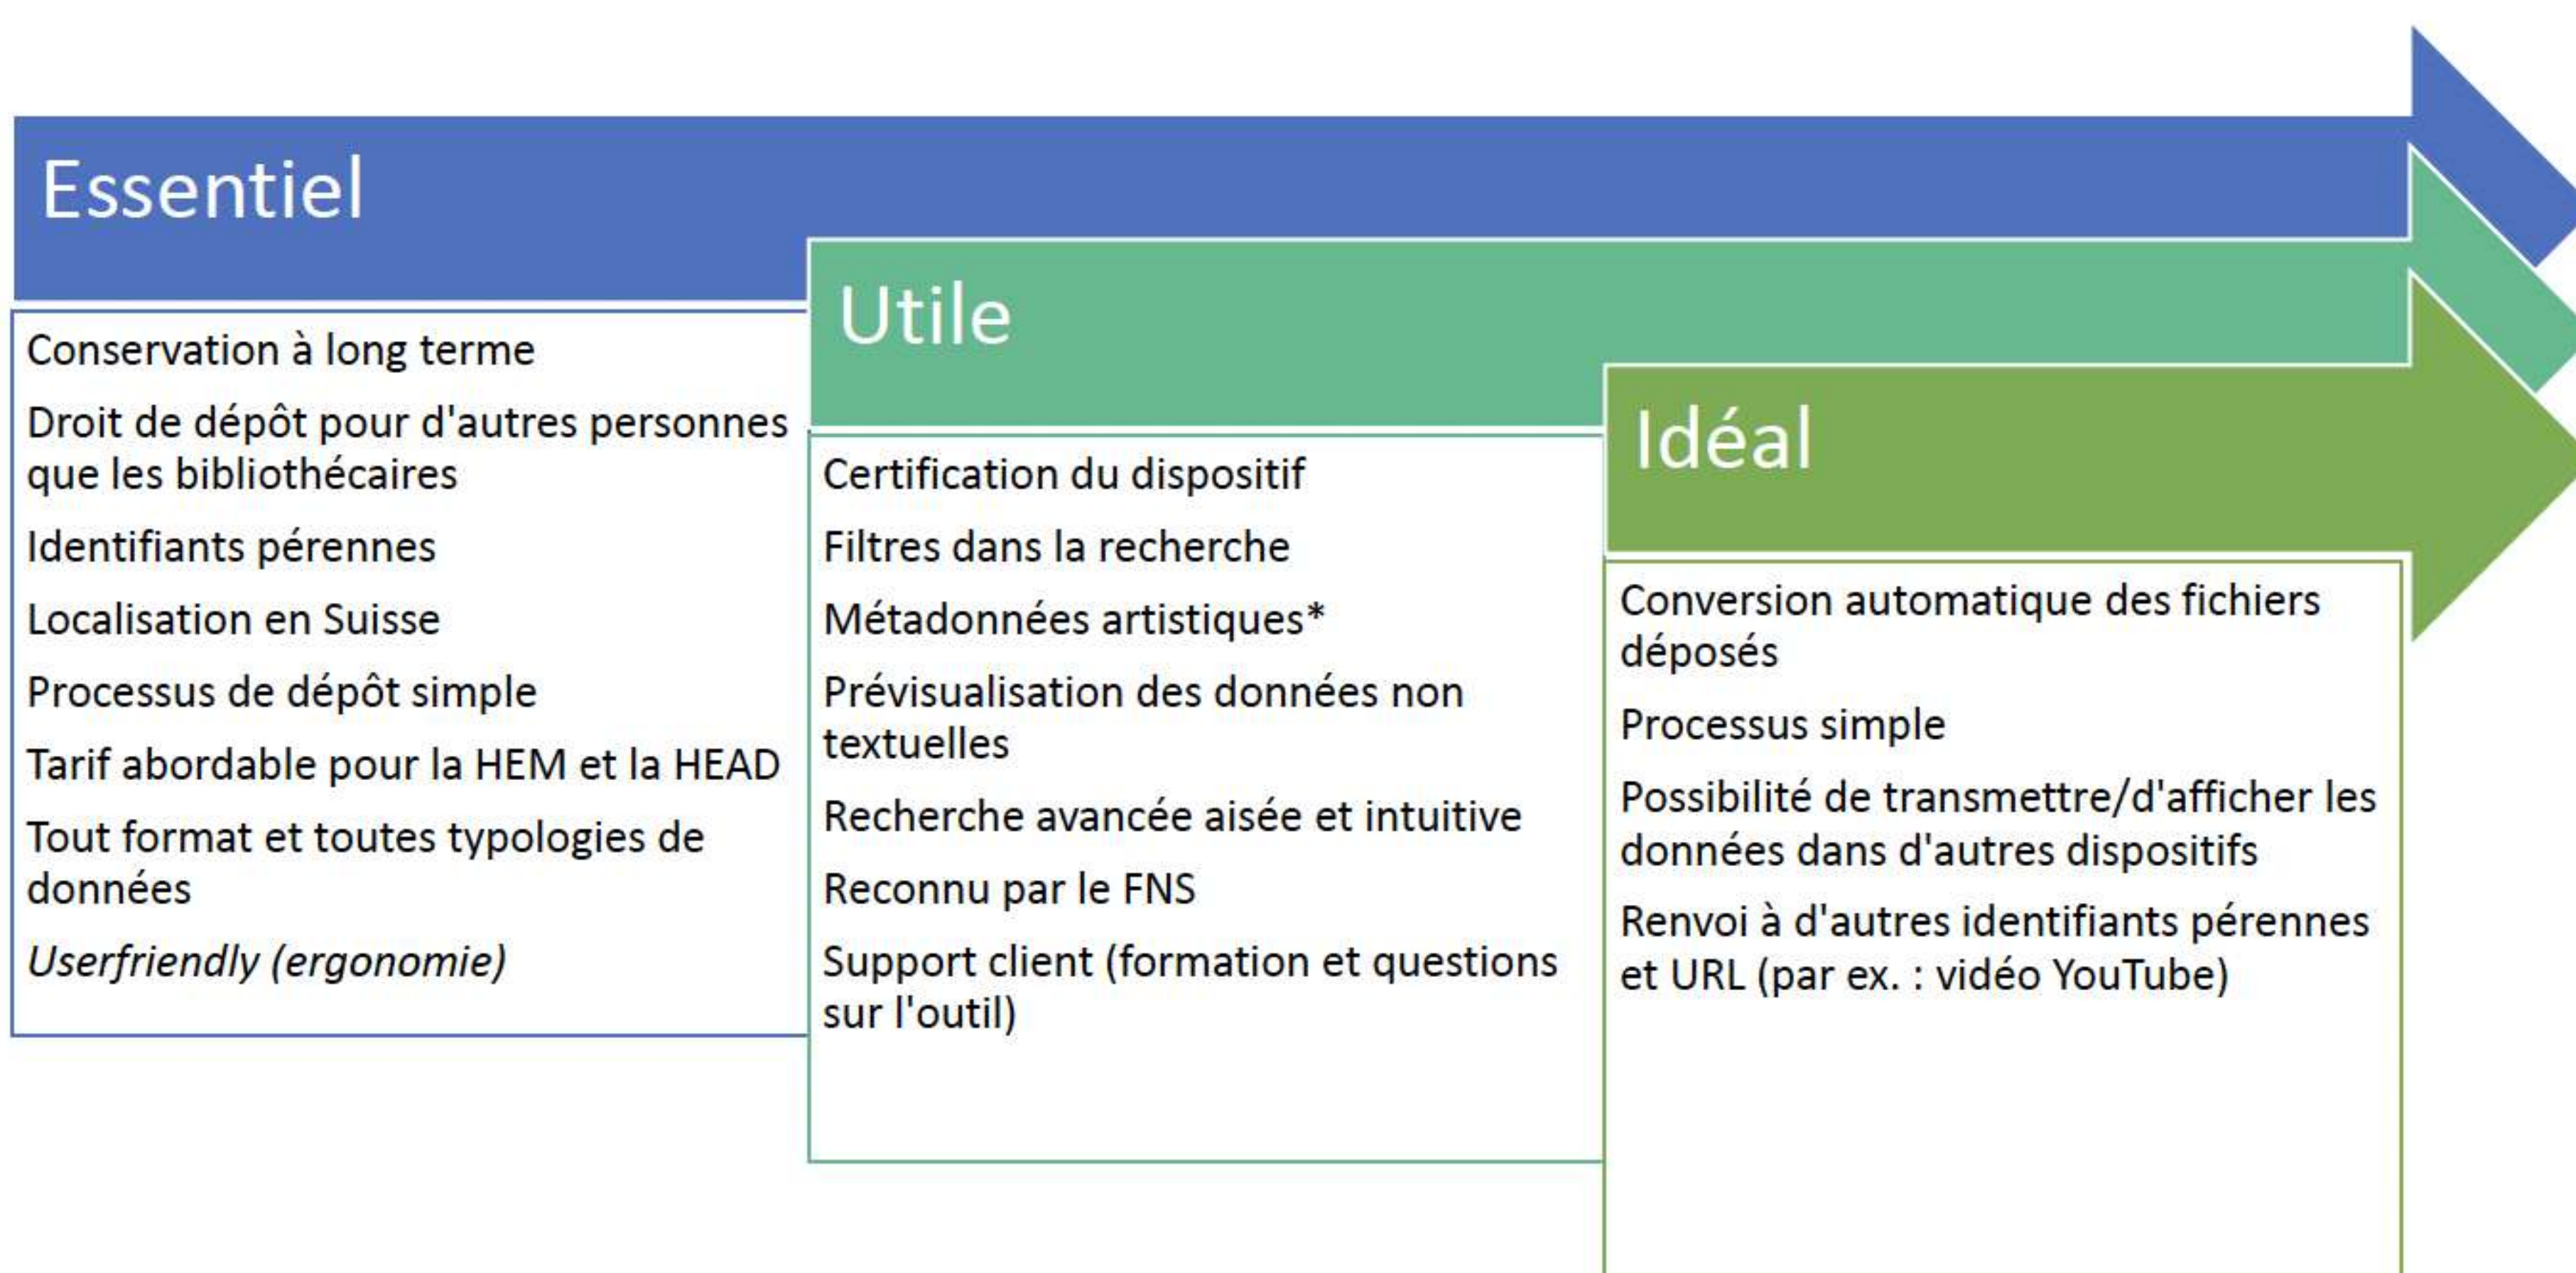 Essentiel
Conservation à long terme
Droit de dépôt pour d'autres personnes
que les bibliothécaires
Identifiants pérennes
Localisation en Suisse
Processus de dépôt simple
Tarif abordable pour la HEM et la HEAD
Tout format et toutes typologies de
données
Userfriendly (ergonomie)
Utile
Certification du dispositif
Filtres dans la recherche
Métadonnées artistiques*
Prévisualisation des données non
textuelles
Recherche avancée aisée et intuitive
Reconnu par le FNS
Support client (formation et questions
sur l'outil)
Idéal
Conversion automatique des fichiers
déposés
Processus simple
Possibilité de transmettre/d'afficher les
données dans d'autres dispositifs
Renvoi à d'autres identifiants pérennes
et URL (par ex. : vidéo YouTube)